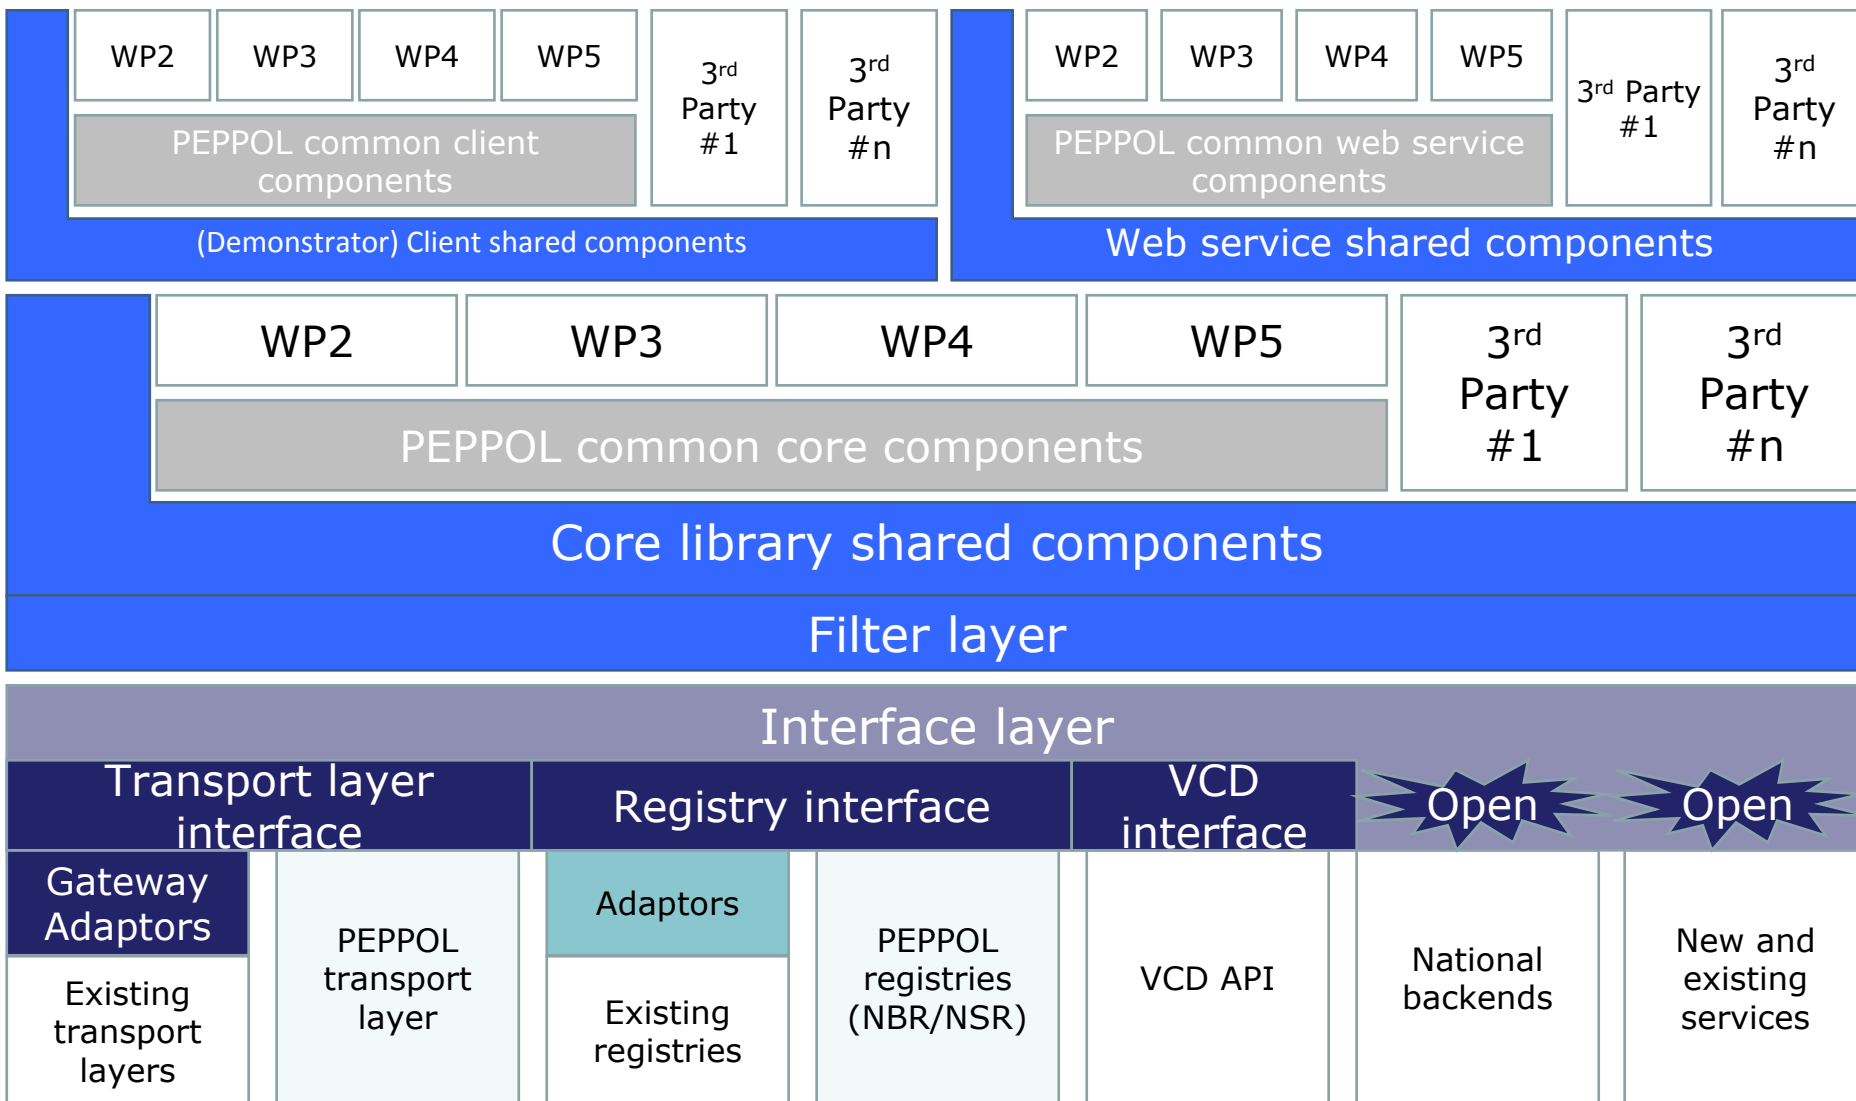 WP2
WP3
WP4
WP5
3rd
Party
#1
3rd
Party
#n
PEPPOL common client
components
(Demonstrator) Client shared components
WP2
WP3
WP4
WP5
3rd Party
#1
3rd
Party
#n
PEPPOL common web service
components
Web service shared components
WP2
WP3
WP4
WP5
3rd
Party
#1
3rd
Party
#n
PEPPOL common core components
Core library shared components
Filter layer
Interface layer
Transport layer
interface
Registry interface
VCD
interface
Open
Open
Gateway
Adaptors
Existing
transport
layers
PEPPOL
transport
layer
Adaptors
Existing
registries
PEPPOL
registries
(NBR/NSR)
VCD API
National
backends
New and
existing
services